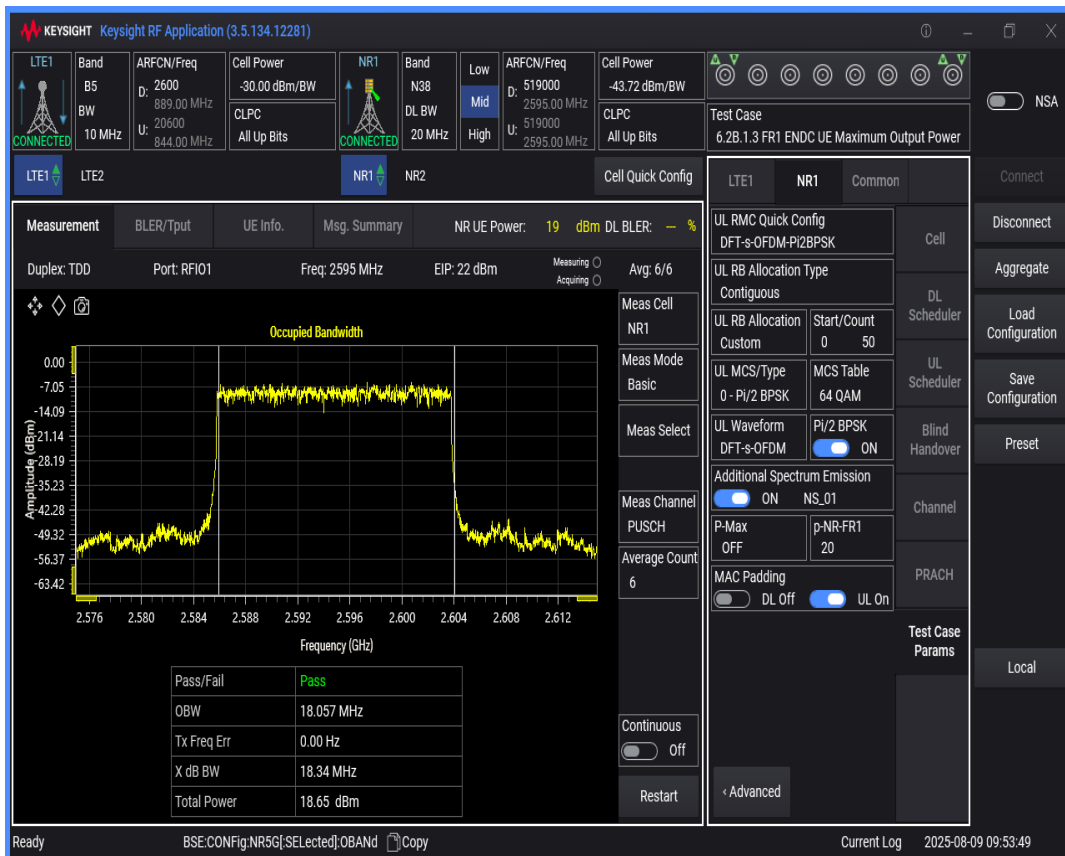 KEYSIGHT Keysight RF Application (3.5.134.12281)
LTE1
CONNECTED
Band
B5
BW
10 MHz
ARFCN/Freq
D: 2600
889.00 MHz
U: 20600
844.00 MHz
Cell Power
-30.00 dBm/BW
CLPC
All Up Bits
NR1
CONNECTED
Band
N38
DL BW
20 MHz
Low
Mid
High
ARFCN/Freq
D: 519000
2595.00 MHz
U: 519000
2595.00 MHz
Cell Power
-43.72 dBm/BW
CLPC
All Up Bits
Test Case
6.2B.1.3 FR1 ENDC UE Maximum Output Power
NSA
LTE1 LTE2 NR1 NR2 Cell Quick Config
Measurement BLER/Tput UE Info. Msg. Summary NR UE Power: 19 dBm DL BLER: -- %
Duplex: TDD Port: RFIO1 Freq: 2595 MHz EIP: 22 dBm Measuring Avg: 6/6
Acquiring
Occupied Bandwidth
Amplitude (dBm)
0.00
-7.05
-14.09
-21.14
-28.19
-35.23
-42.28
-49.32
-56.37
-63.42
2.576 2.580 2.584 2.588 2.592 2.596 2.600 2.604 2.608 2.612
Frequency (GHz)
Pass/Fail Pass
OBW 18.057 MHz
Tx Freq Err 0.00 Hz
X dB BW 18.34 MHz
Total Power 18.65 dBm
Meas Cell
NR1
Meas Mode
Basic
Meas Select
Meas Channel
PUSCH
Average Count
6
Continuous
Off
Restart
LTE1 NR1 Common
UL RMC Quick Config
DFT-s-OFDM-Pi2BPSK
UL RB Allocation Type
Contiguous
UL RB Allocation
Custom
Start/Count
0 50
UL MCS/Type
0 - Pi/2 BPSK
MCS Table
64 QAM
UL Waveform
DFT-s-OFDM
Pi/2 BPSK
ON
Additional Spectrum Emission
ON NS_01
P-Max
OFF
p-NR-FR1
20
MAC Padding
DL Off UL On
‹ Advanced
Cell
DL
Scheduler
UL
Scheduler
Blind
Handover
Channel
PRACH
Test Case
Params
Connect
Disconnect
Aggregate
Load
Configuration
Save
Configuration
Preset
Local
Ready BSE:CONFig:NR5G[:SELected]:OBANd Copy Current Log 2025-08-09 09:53:49